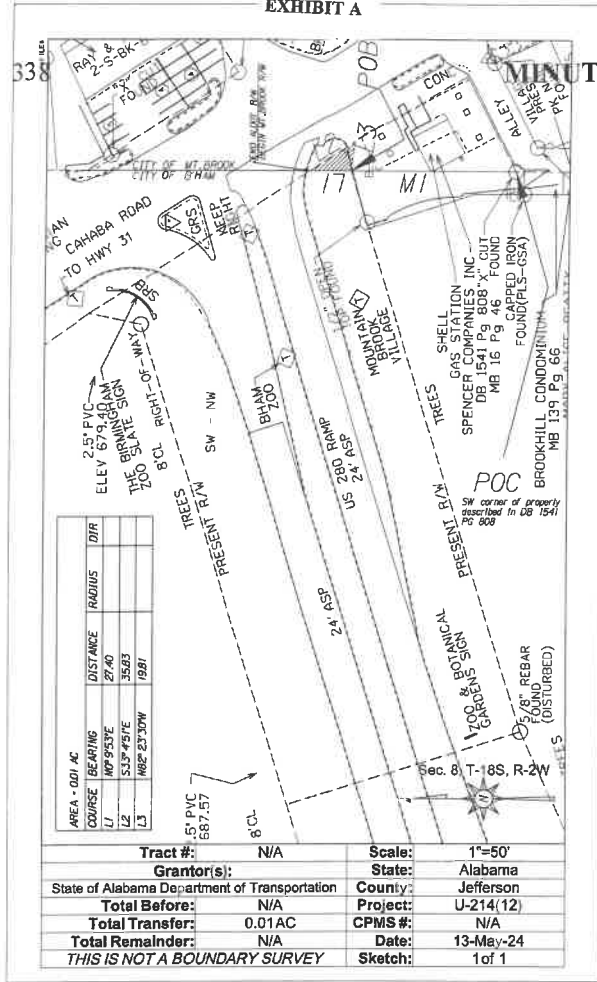 EXHIBIT A
338
MINUT
RAY &
2-S-BK-
"X"
FO
POB
CON
ALLEY
CITY OF MT. BROOK
CITY OF B'HAM
CAHABA ROAD
TO HWY 31
GRS
KEEP
RIGHT
L1
L3
M1
SRB
2.5' PVC
ELEV 679.40
THE BIRMINGHAM
ZOO SLATE SIGN
8'CL RIGHT-OF-WAY
SW - NW
BHAM
ZOO
MOUNTAIN
BROOK
VILLAGE
US 280 RAMP
24' ASP
24' ASP
TREES
PRESENT R/W
TREES
PRESENT R/W
SHELL
GAS STATION
SPENCER COMPANIES INC
DB 1541 Pg 808 "X" CUT
MB 16 Pg 46 FOUND
CAPPED IRON
FOUND(PLS-GSA)
BROOKHILL CONDOMINIUM
MB 139 Pg 66
POC
SW corner of property
described in DB 1541
PG 808
ZOO & BOTANICAL
GARDENS SIGN
5/8" REBAR
FOUND
(DISTURBED)
TREES
Sec. 8, T-18S, R-2W
N
.5' PVC
687.57
8'CL
AREA - 0.01 AC
COURSE BEARING DISTANCE RADIUS DIR
L1 27.40
L2 35.83
L3 N82° 23'30"W 19.81
Tract #: N/A Scale: 1"=50'
Grantor(s): State: Alabama
State of Alabama Department of Transportation County: Jefferson
Total Before: N/A Project: U-214(12)
Total Transfer: 0.01AC CPMS #: N/A
Total Remainder: N/A Date: 13-May-24
THIS IS NOT A BOUNDARY SURVEY Sketch: 1of 1